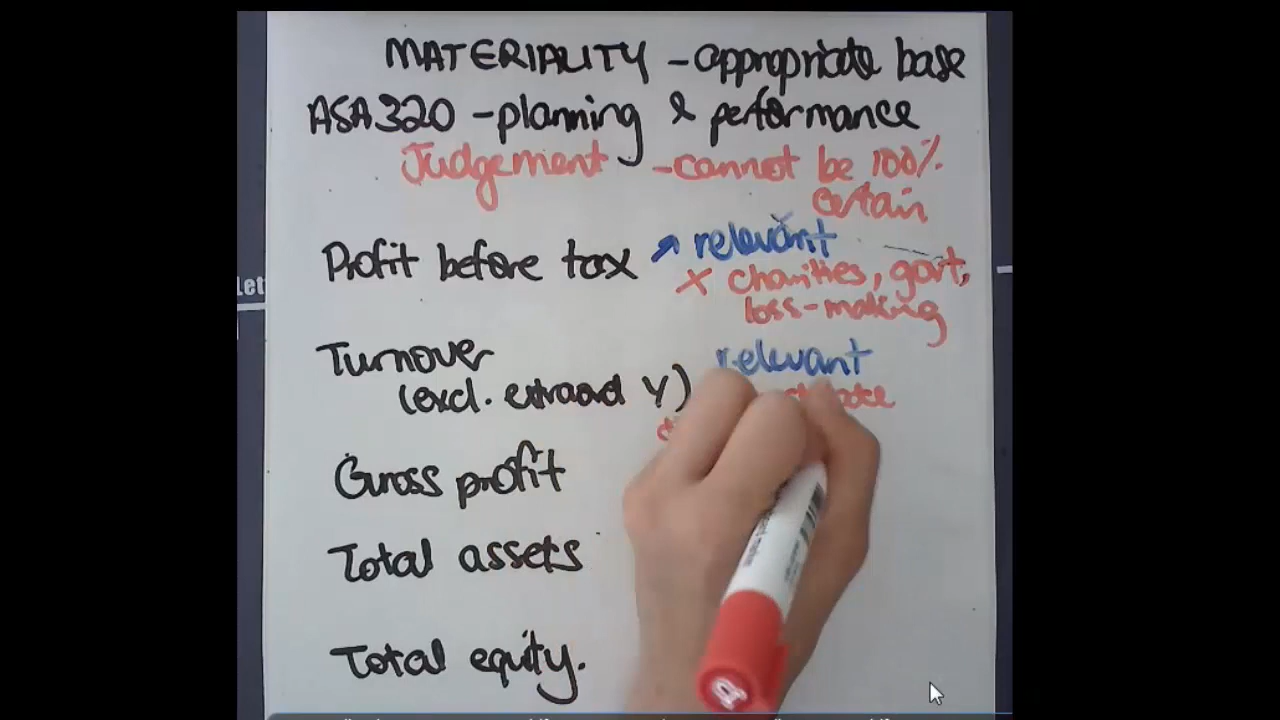 MATERIALITY - appropriate base
ASA320 - planning & performance
Judgement - cannot be 100%
certain
Profit before tax ↗ relevant
x charities, govt,
loss-making
Turnover relevant
(excl. extraord Y)
Gross profit
Total assets
Total equity.
Let